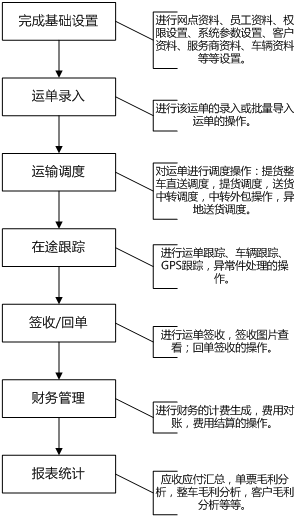 完成基础设置
进行网点资料、员工资料、权
限设置、系统参数设置、客户
资料、服务商资料、车辆资料
等等设置。
运单录入
进行该运单的录入或批量导入
运单的操作。
运输调度
对运单进行调度操作：提货整
车直送调度，提货调度，送货
中转调度，中转外包操作，异
地送货调度。
在途跟踪
进行运单跟踪、车辆跟踪、
GPS跟踪，异常件处理的操
作。
签收/回单
进行运单签收，签收图片查
看；回单签收的操作。
财务管理
进行财务的计费生成，费用对
账，费用结算的操作。
报表统计
应收应付汇总，单票毛利分
析，整车毛利分析，客户毛利
分析等等。